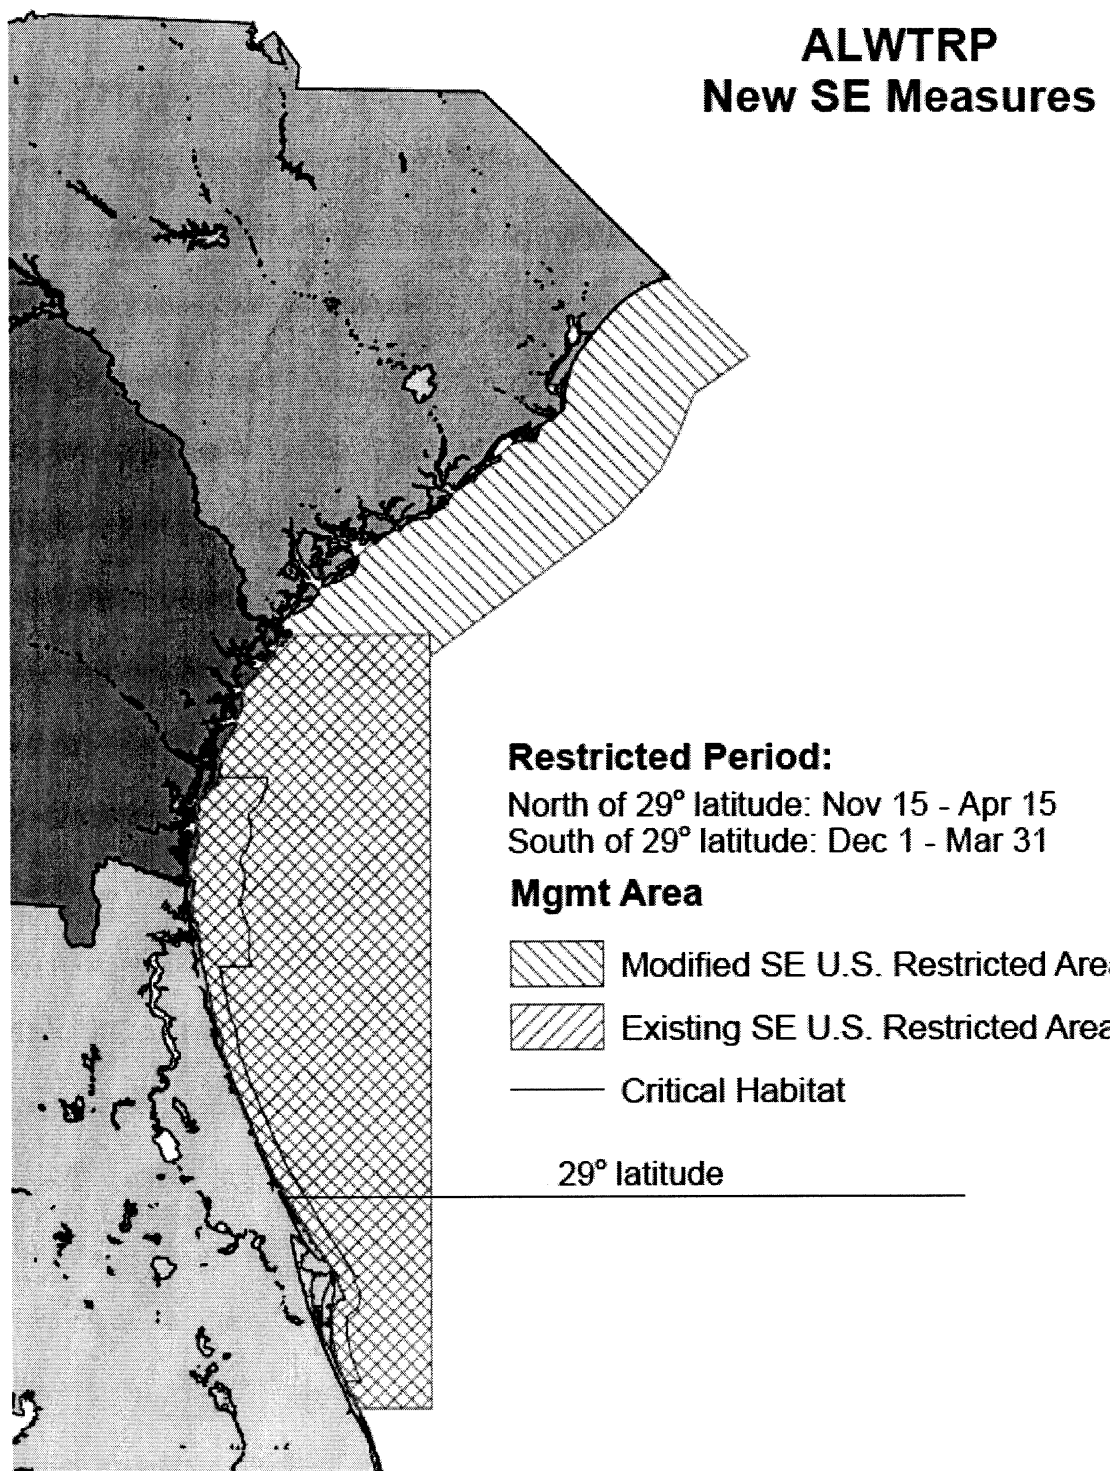 ALWTRP
New SE Measures
Restricted Period:
North of 29° latitude: Nov 15 - Apr 15
South of 29° latitude: Dec 1 - Mar 31
Mgmt Area
Modified SE U.S. Restricted Area
Existing SE U.S. Restricted Area
Critical Habitat
29° latitude